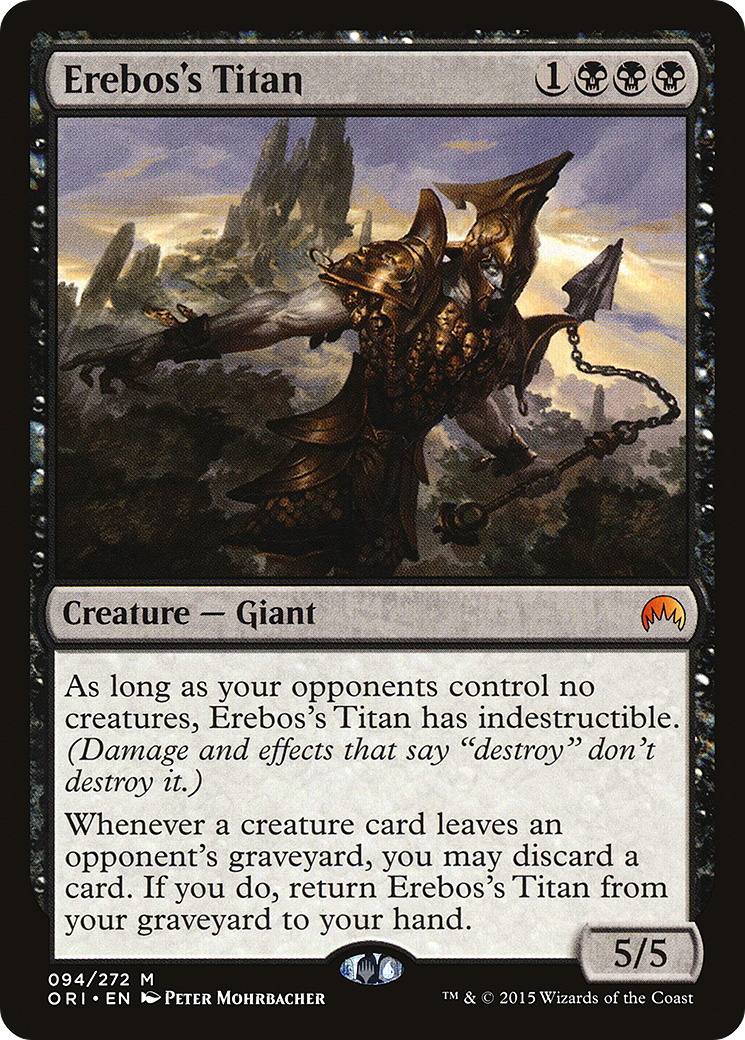 Erebos's Titan 1
Creature — Giant
As long as your opponents control no
creatures, Erebos's Titan has indestructible.
(Damage and effects that say “destroy” don't
destroy it.)
Whenever a creature card leaves an
opponent's graveyard, you may discard a
card. If you do, return Erebos's Titan from
your graveyard to your hand.
5/5
094/272 M
ORI • EN Peter Mohrbacher
™ & © 2015 Wizards of the Coast